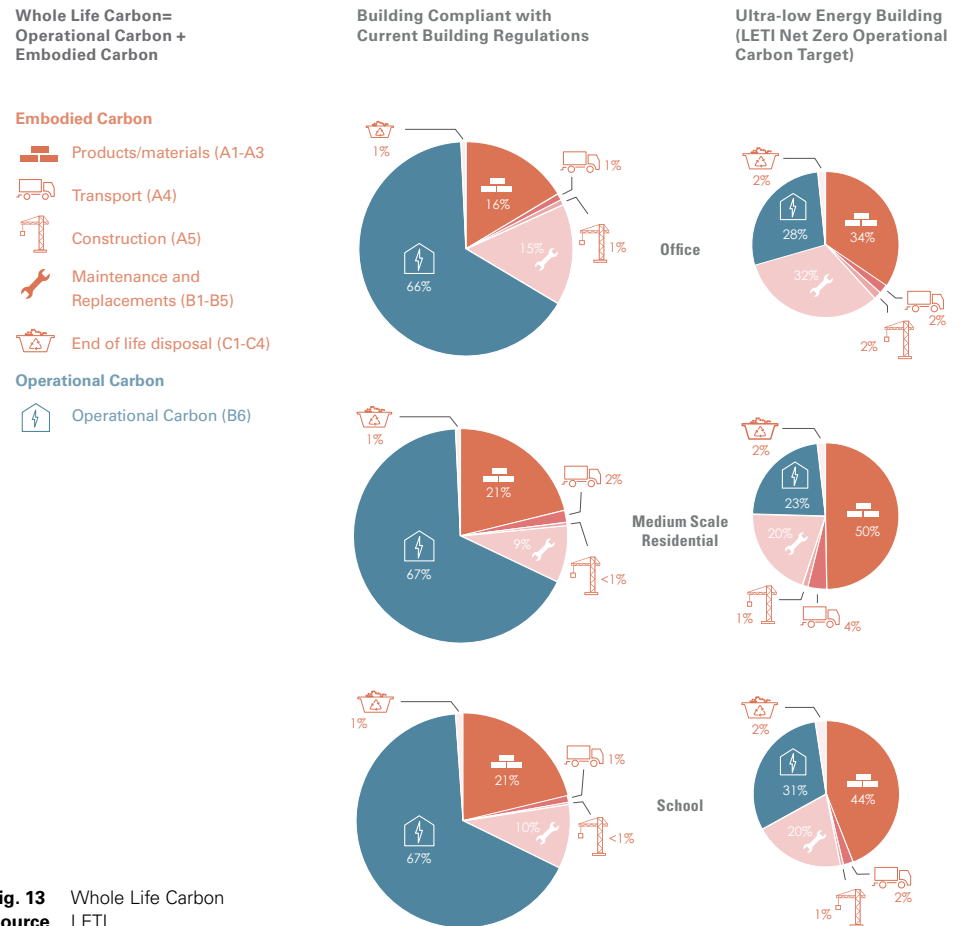 Whole Life Carbon=
Operational Carbon +
Embodied Carbon
Building Compliant with
Current Building Regulations
Ultra-low Energy Building
(LETI Net Zero Operational
Carbon Target)
Embodied Carbon
Products/materials (A1-A3
Transport (A4)
Construction (A5)
Maintenance and
Replacements (B1-B5)
End of life disposal (C1-C4)
Operational Carbon
Operational Carbon (B6)
1%
16%
1%
1%
15%
66%
Office
2%
34%
28%
32%
2%
2%
1%
21%
2%
<1%
9%
67%
Medium Scale
Residential
2%
50%
23%
20%
1%
4%
1%
21%
1%
<1%
10%
67%
School
2%
44%
31%
20%
2%
1%
ig. 13 Whole Life Carbon
ource LETI